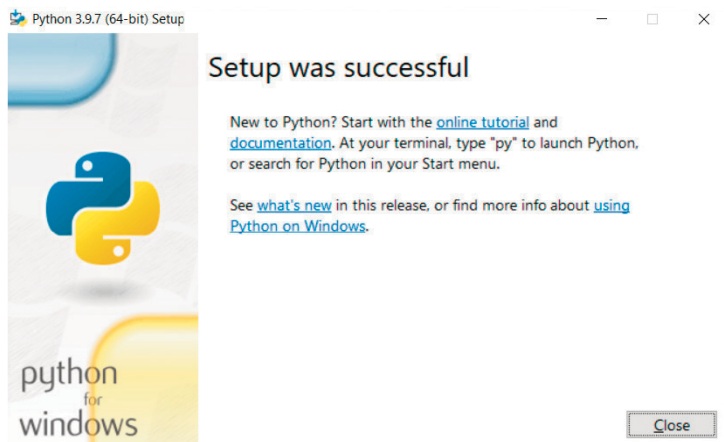 Python 3.9.7 (64-bit) Setup
Setup was successful
New to Python? Start with the online tutorial and
documentation. At your terminal, type "py" to launch Python,
or search for Python in your Start menu.
See what's new in this release, or find more info about using
Python on Windows.
python
for
windows
Close